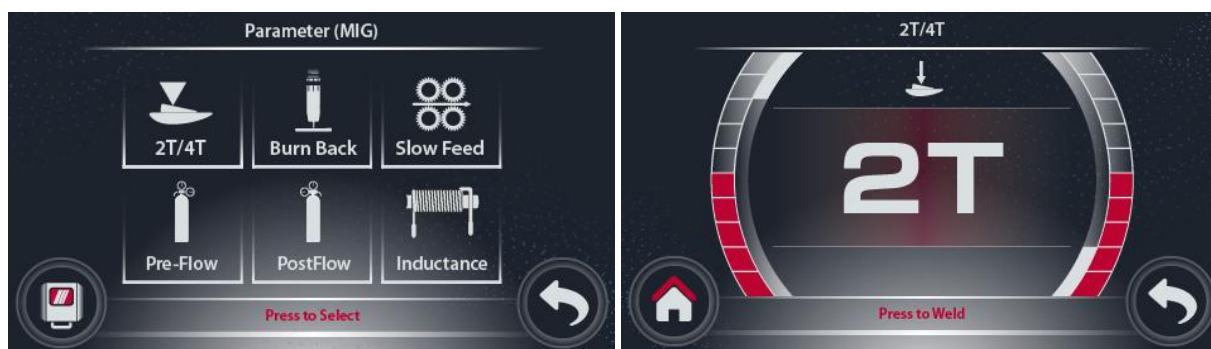 Parameter (MIG)
2T/4T
Burn Back
Slow Feed
Pre-Flow
PostFlow
Inductance
Press to Select
2T/4T
2T
Press to Weld